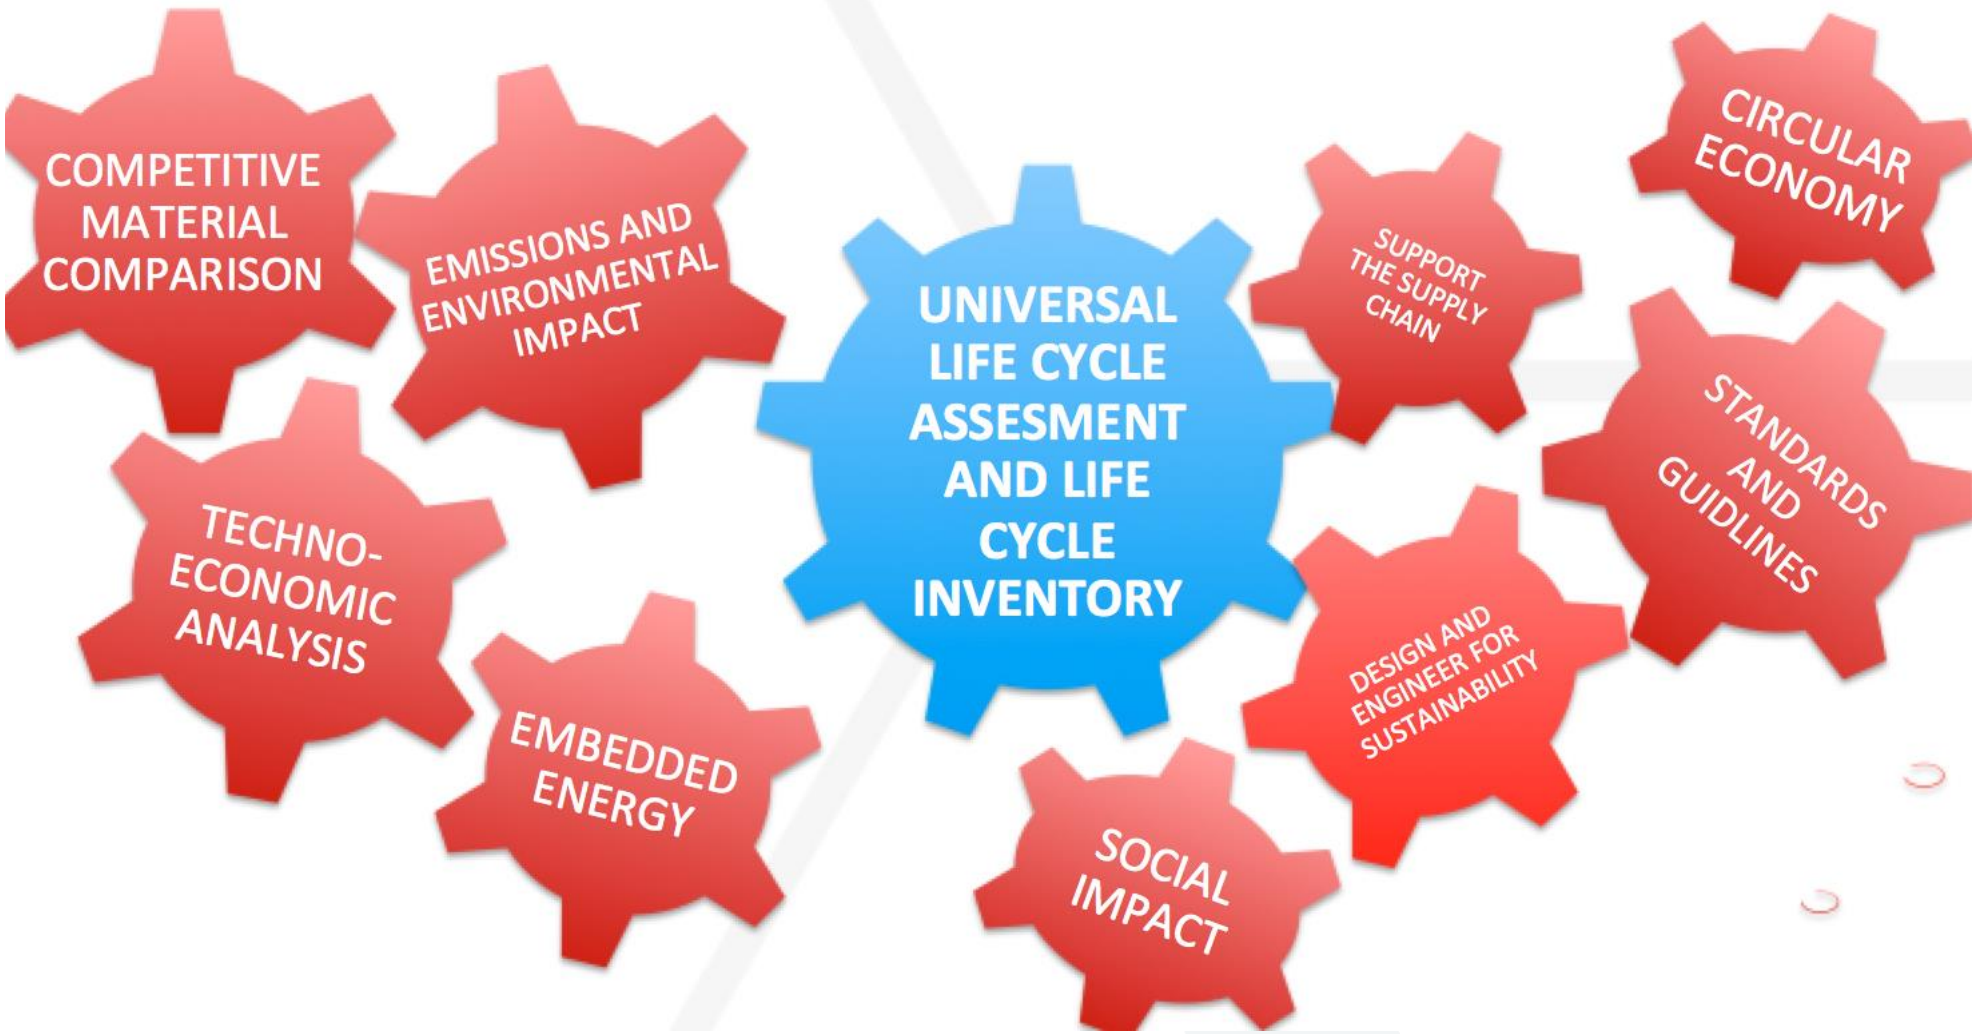 COMPETITIVE
MATERIAL
COMPARISON
EMISSIONS AND
ENVIRONMENTAL
IMPACT
TECHNO-
ECONOMIC
ANALYSIS
EMBEDDED
ENERGY
UNIVERSAL
LIFE CYCLE
ASSESMENT
AND LIFE
CYCLE
INVENTORY
SUPPORT
THE SUPPLY
CHAIN
CIRCULAR
ECONOMY
STANDARDS
AND
GUIDLINES
DESIGN AND
ENGINEER FOR
SUSTAINABILITY
SOCIAL
IMPACT